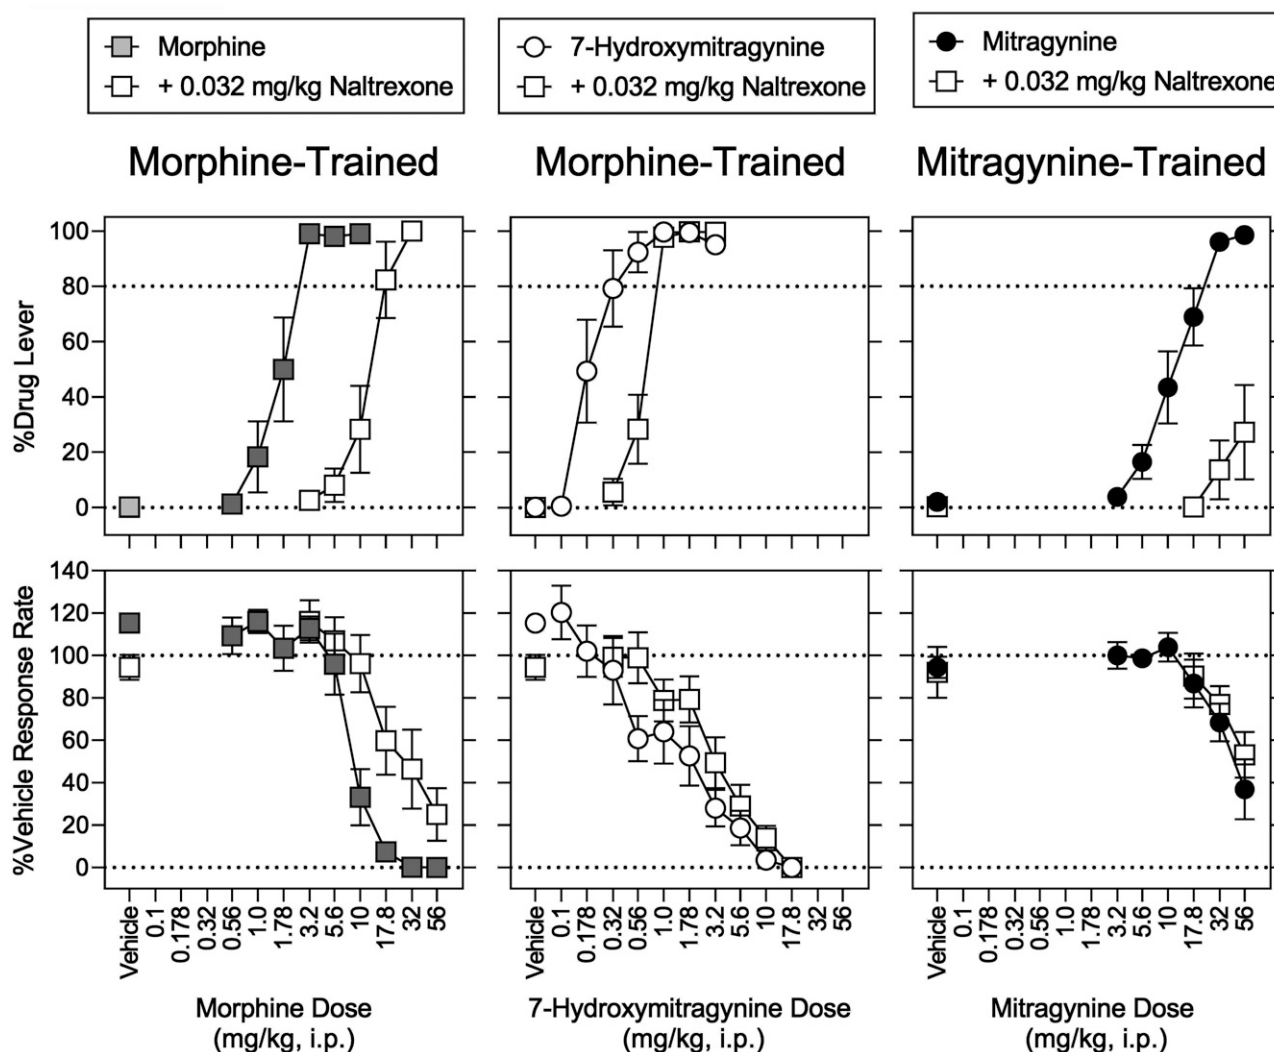 Morphine
+ 0.032 mg/kg Naltrexone
7-Hydroxymitragynine
+ 0.032 mg/kg Naltrexone
Mitragynine
+ 0.032 mg/kg Naltrexone
Morphine-Trained
Morphine-Trained
Mitragynine-Trained
%Drug Lever
100
80
60
40
20
0
%Vehicle Response Rate
140
120
100
80
60
40
20
0
Vehicle 0.1 0.178 0.32 0.56 1.0 1.78 3.2 5.6 10 17.8 32 56
Vehicle 0.1 0.178 0.32 0.56 1.0 1.78 3.2 5.6 10 17.8 32 56
Vehicle 0.1 0.178 0.32 0.56 1.0 1.78 3.2 5.6 10 17.8 32 56
Morphine Dose
(mg/kg, i.p.)
7-Hydroxymitragynine Dose
(mg/kg, i.p.)
Mitragynine Dose
(mg/kg, i.p.)